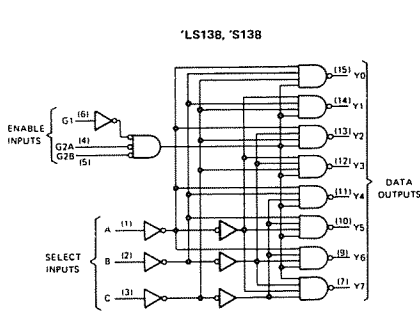 'LS138, 'S138
ENABLE INPUTS
G1 (6)
G2A (4)
G2B (5)
SELECT INPUTS
A (1)
B (2)
C (3)
(15) Y0
(14) Y1
(13) Y2
(12) Y3
(11) Y4
(10) Y5
(9) Y6
(7) Y7
DATA OUTPUTS